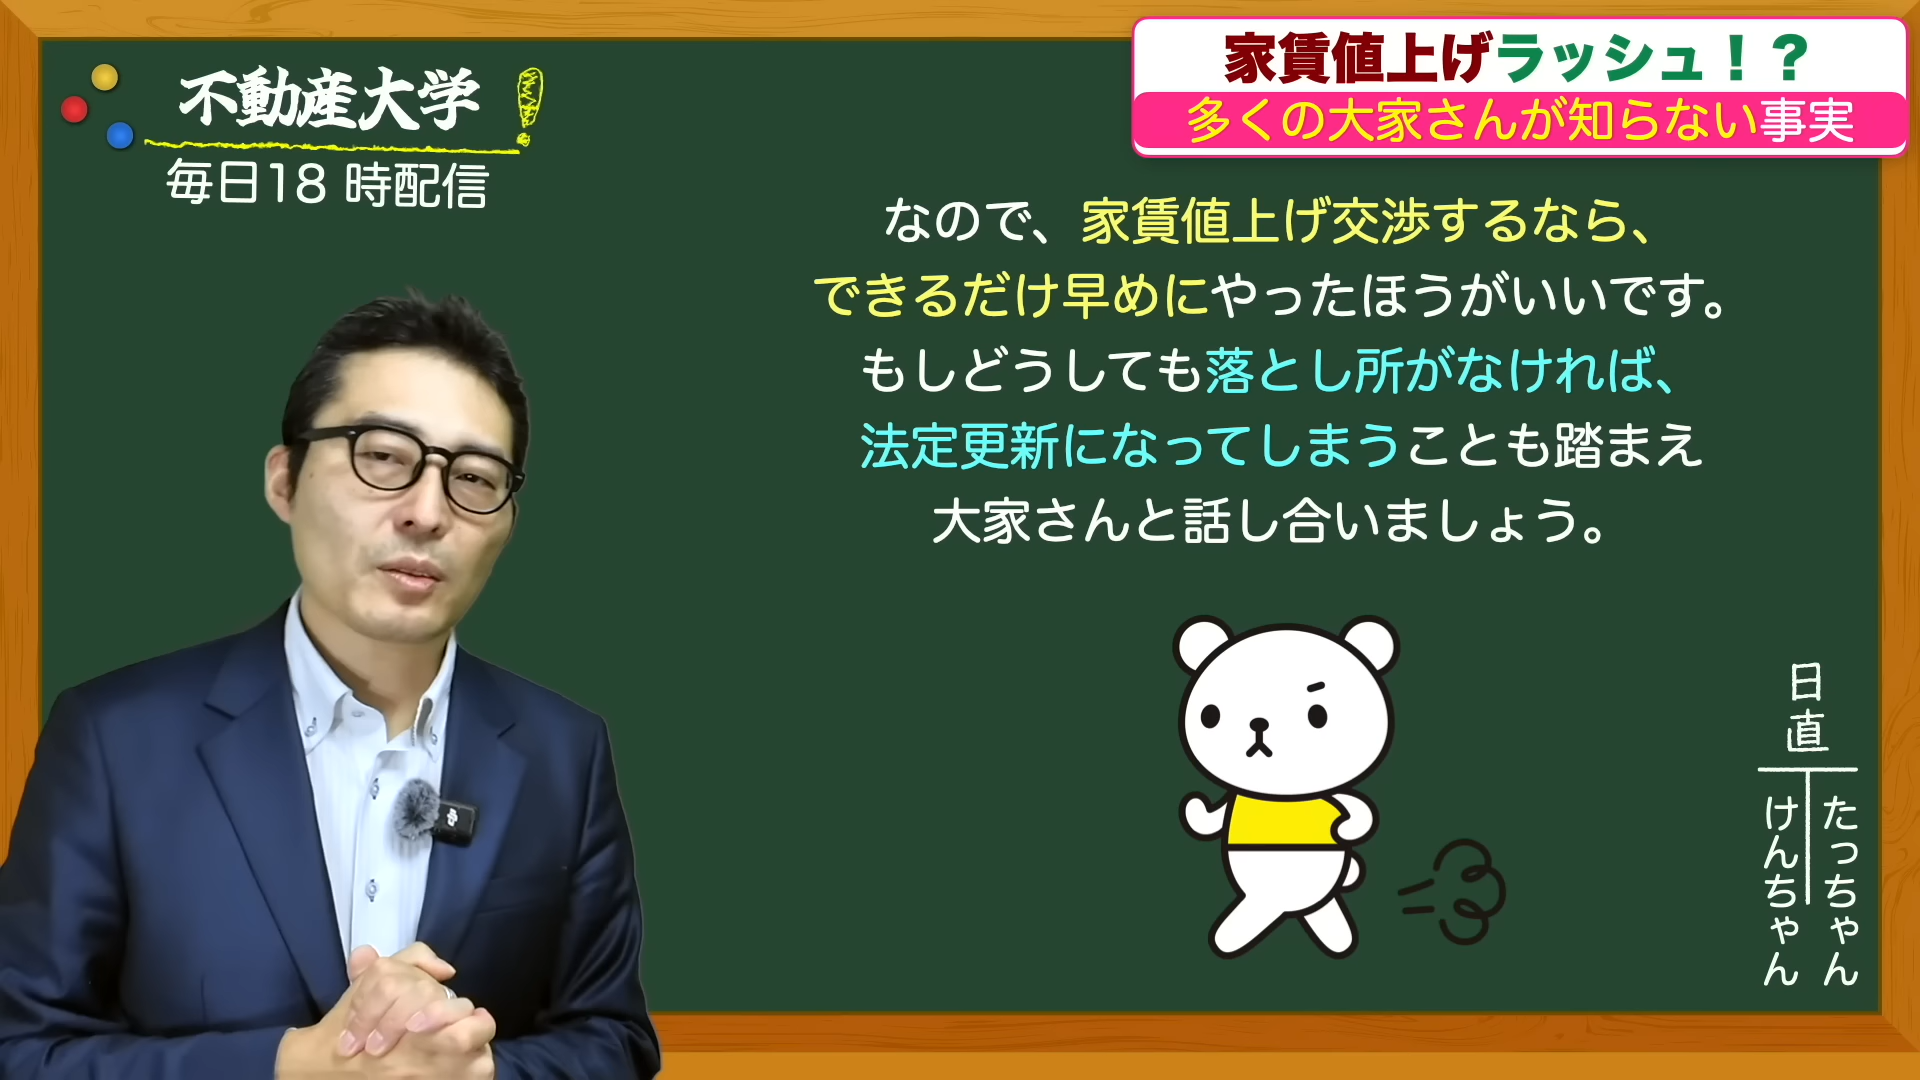 不動産大学!
毎日18時配信
家賃値上げラッシュ!?
多くの大家さんが知らない事実
なので、家賃値上げ交渉するなら、
できるだけ早めにやったほうがいいです。
もしどうしても落とし所がなければ、
法定更新になってしまうことも踏まえ
大家さんと話し合いましょう。
日直
たっちゃん
けんちゃん